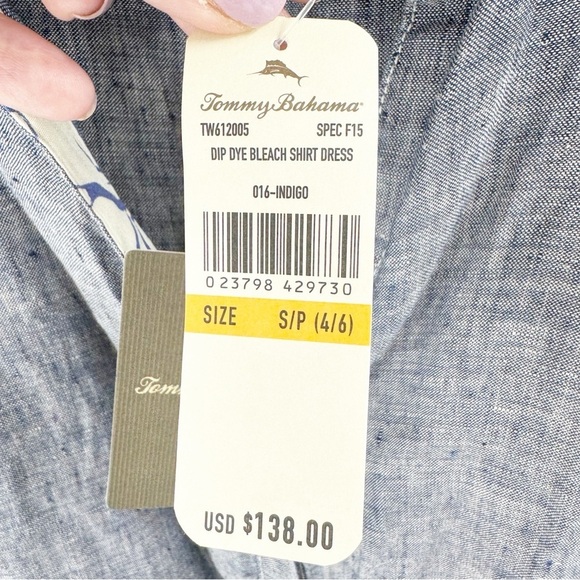 Tommy Bahama®
TW612005 SPEC F15
DIP DYE BLEACH SHIRT DRESS
016-INDIGO
0 23798 429730
SIZE S/P (4/6)
Tom
USD $138.00